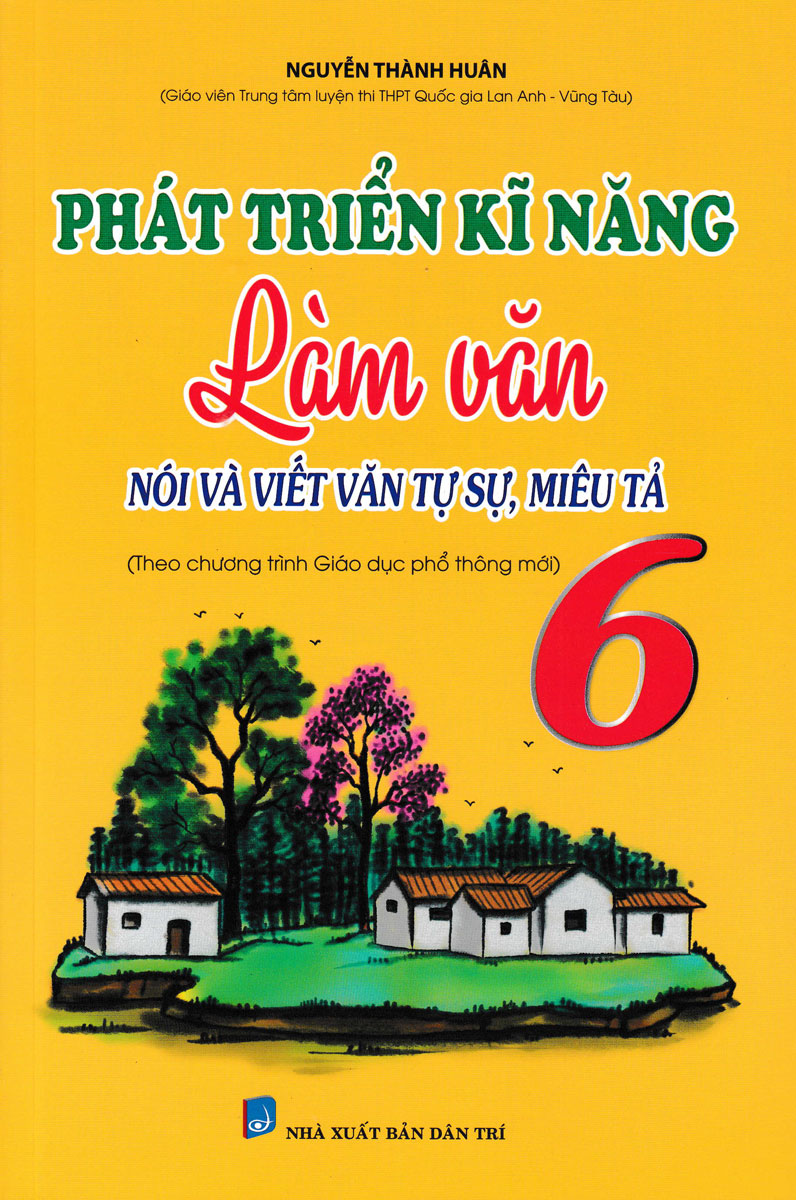 NGUYỄN THÀNH HUÂN
(Giáo viên Trung tâm luyện thi THPT Quốc gia Lan Anh - Vũng Tàu)
PHÁT TRIỂN KĨ NĂNG
Làm văn
NÓI VÀ VIẾT VĂN TỰ SỰ, MIÊU TẢ
(Theo chương trình Giáo dục phổ thông mới)
6
NHÀ XUẤT BẢN DÂN TRÍ